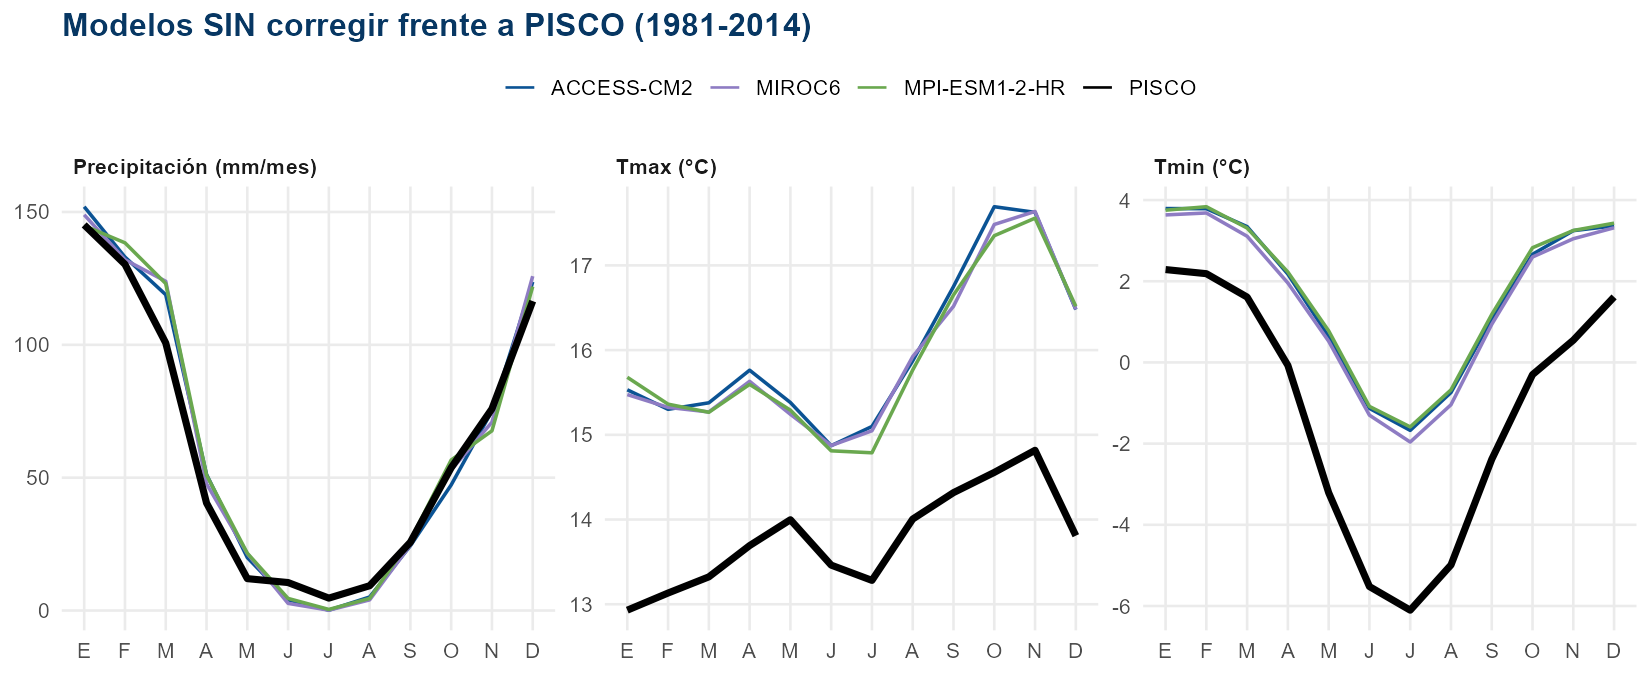 Modelos SIN corregir frente a PISCO (1981-2014)
ACCESS-CM2 MIROC6 MPI-ESM1-2-HR PISCO
Precipitación (mm/mes)
150
100
50
0
E F M A M J J A S O N D
Tmax (°C)
17
16
15
14
13
E F M A M J J A S O N D
Tmin (°C)
4
2
0
-2
-4
-6
E F M A M J J A S O N D